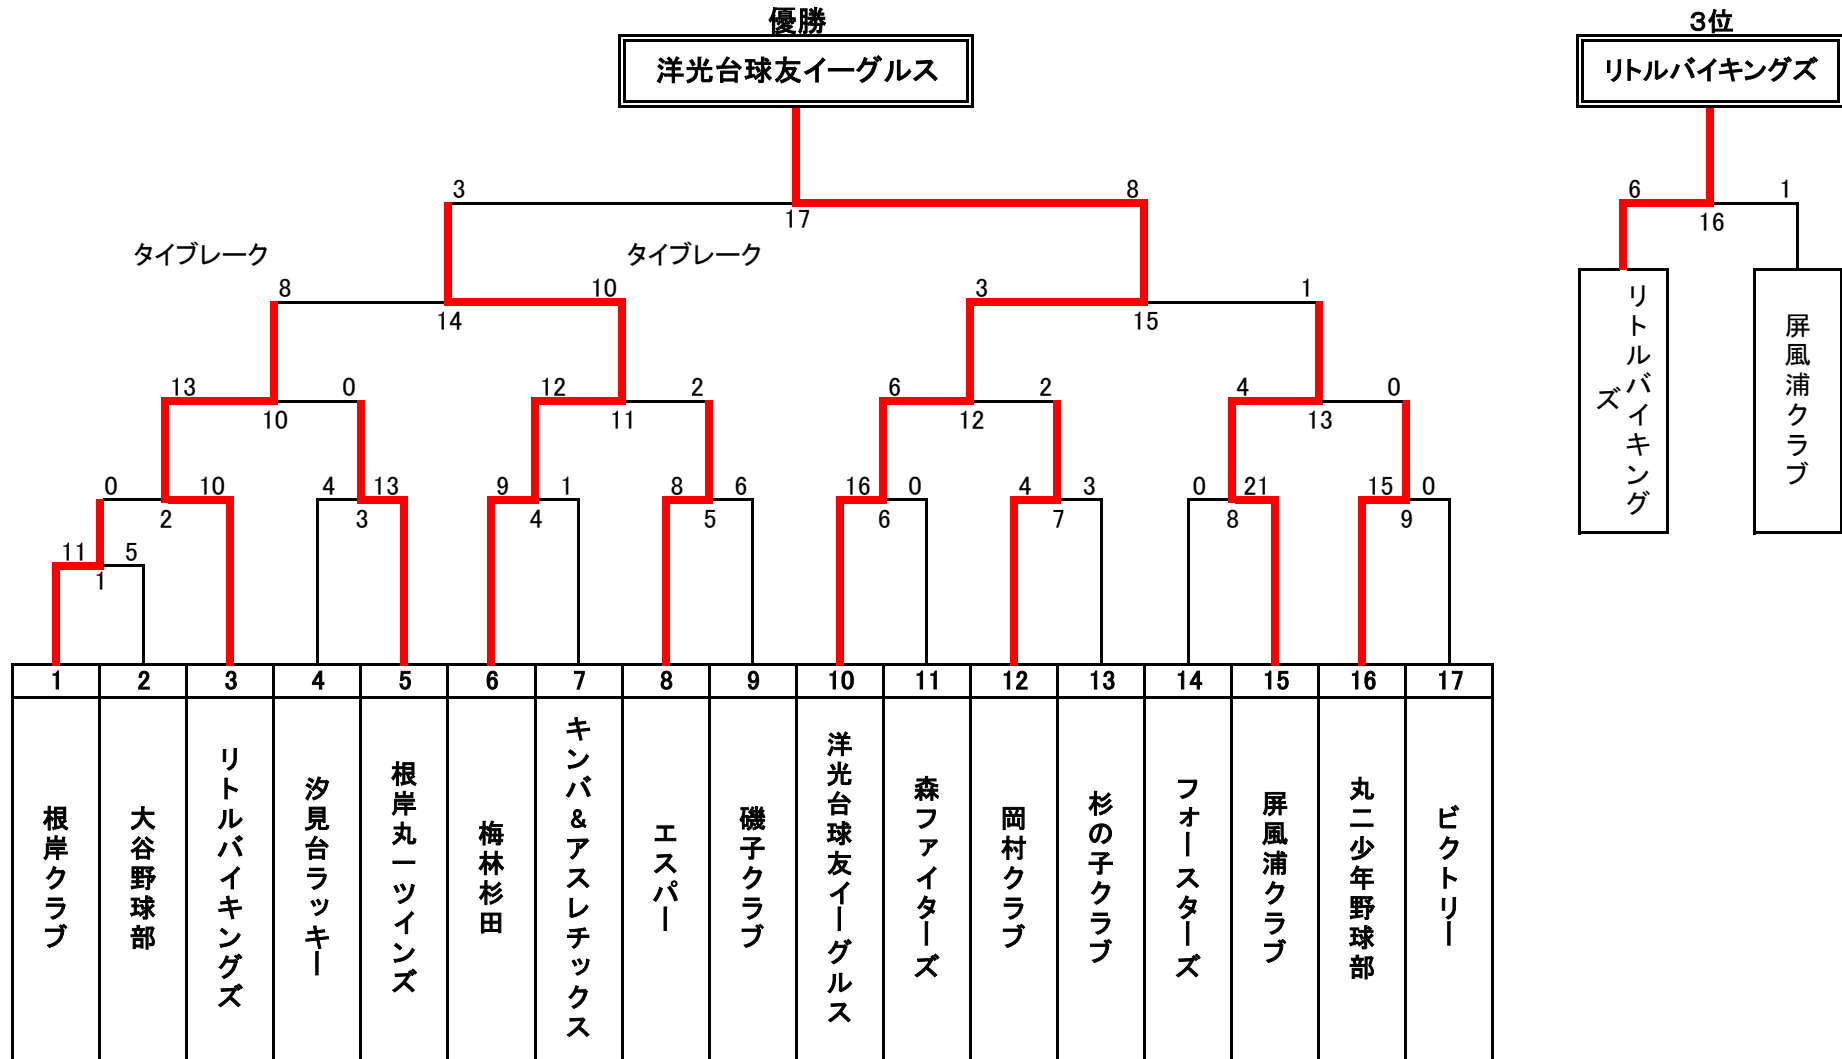 優勝
３位
洋光台球友イーグルス
リトルバイキングズ
3
8
17
6
1
16
タイブレーク
タイブレーク
8
10
14
3
1
15
リトルバイキングズ
屏風浦クラブ
13
0
10
12
2
11
6
2
12
4
0
13
0
10
2
4
13
3
9
1
4
8
6
5
16
0
6
4
3
7
0
21
8
15
0
9
11
5
1
1
2
3
4
5
6
7
8
9
10
11
12
13
14
15
16
17
根岸クラブ
大谷野球部
リトルバイキングズ
汐見台ラッキー
根岸丸一ツインズ
梅林杉田
キンバ＆アスレチックス
エスパー
磯子クラブ
洋光台球友イーグルス
森ファイターズ
岡村クラブ
杉の子クラブ
フォースターズ
屏風浦クラブ
丸二少年野球部
ビクトリー